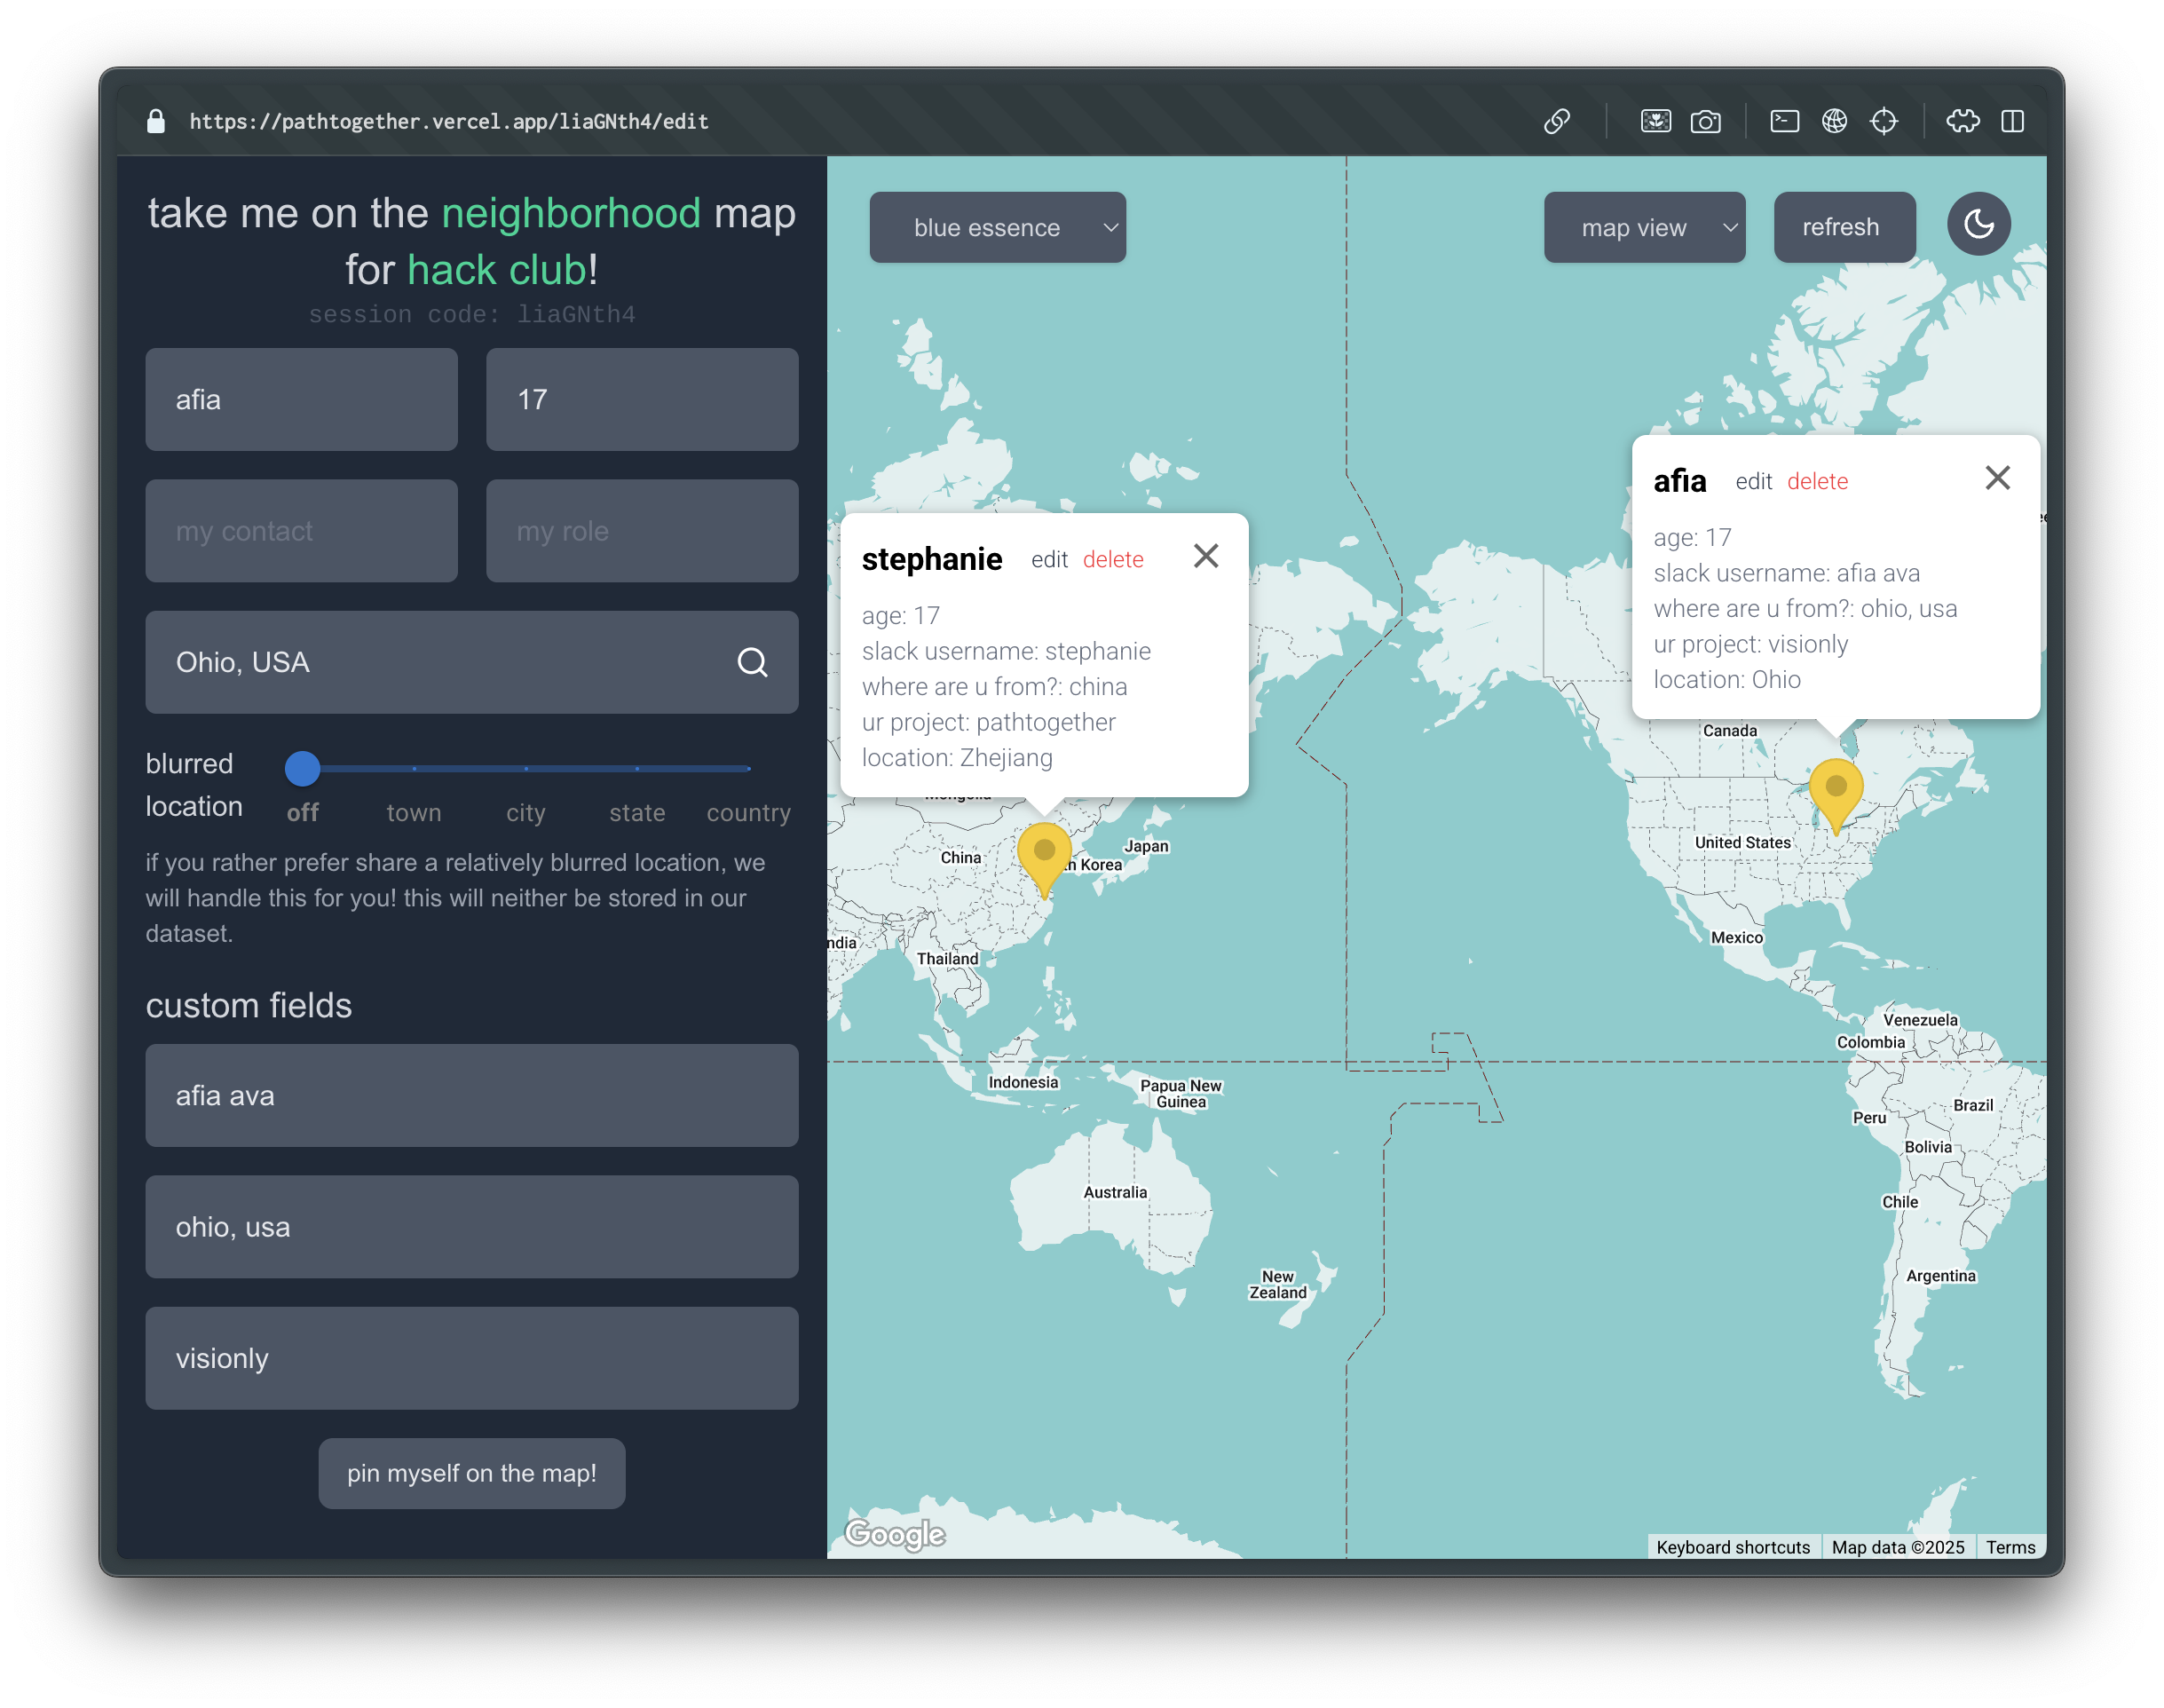 https://pathtogether.vercel.app/liaGNth4/edit
take me on the neighborhood map
for hack club!
session code: liaGNth4
afia
17
my contact
my role
Ohio, USA
blurred
location
off
town
city
state
country
if you rather prefer share a relatively blurred location, we
will handle this for you! this will neither be stored in our
dataset.
custom fields
afia ava
ohio, usa
visionly
pin myself on the map!
blue essence
map view
refresh
stephanie edit delete
age: 17
slack username: stephanie
where are u from?: china
ur project: pathtogether
location: Zhejiang
afia edit delete
age: 17
slack username: afia ava
where are u from?: ohio, usa
ur project: visionly
location: Ohio
Canada
United States
Mexico
China
Japan
Korea
Thailand
Indonesia
Papua New
Guinea
Australia
New
Zealand
Venezuela
Colombia
Brazil
Peru
Bolivia
Chile
Argentina
Google
Keyboard shortcuts
Map data ©2025
Terms